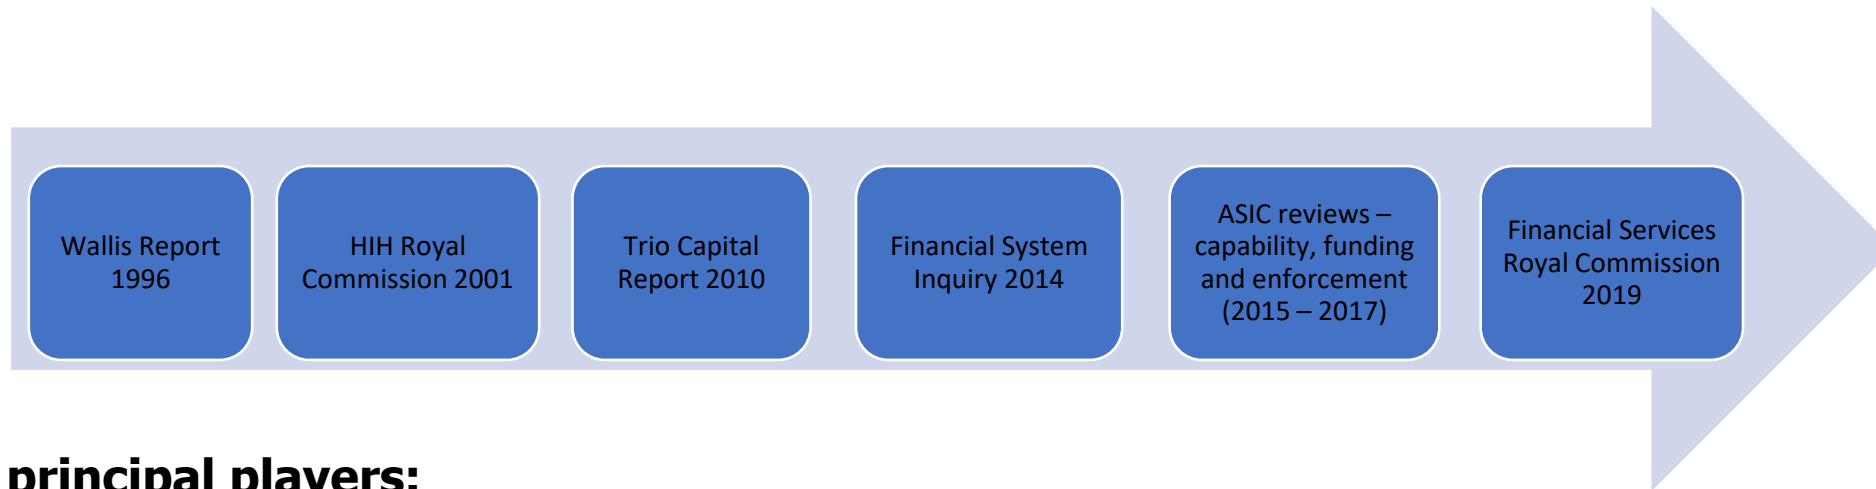 Wallis Report
1996
HIH Royal
Commission 2001
Trio Capital
Report 2010
Financial System
Inquiry 2014
ASIC reviews –
capability, funding
and enforcement
(2015 – 2017)
Financial Services
Royal Commission
2019
principal players: